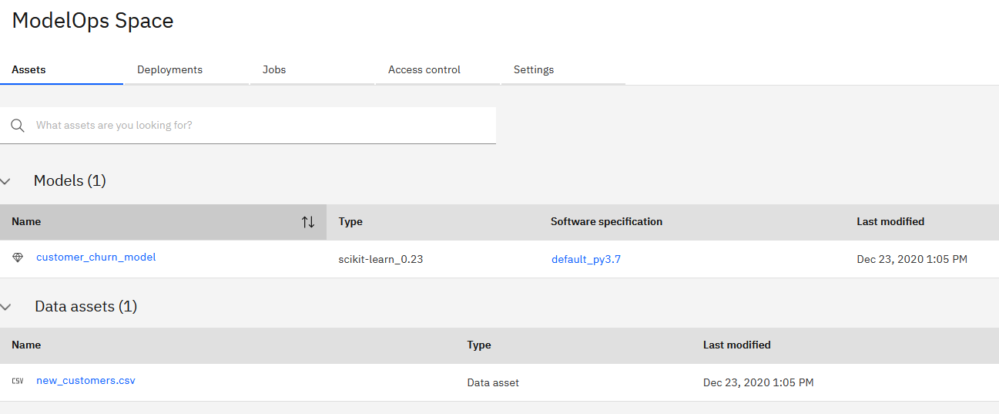 ModelOps Space
Assets Deployments Jobs Access control Settings
What assets are you looking for?
Models (1)
Name Type Software specification Last modified
customer_churn_model scikit-learn_0.23 default_py3.7 Dec 23, 2020 1:05 PM
Data assets (1)
Name Type Last modified
CSV new_customers.csv Data asset Dec 23, 2020 1:05 PM